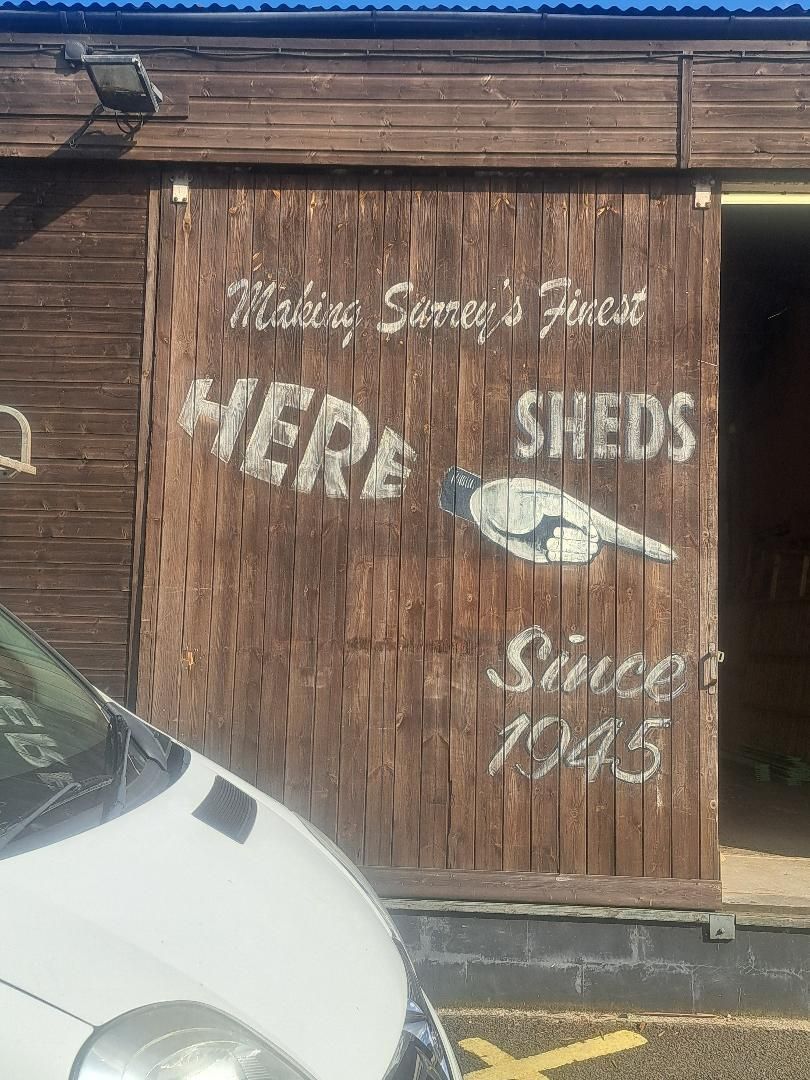 Making Surrey's Finest
SHEDS
HERE
Since
1945